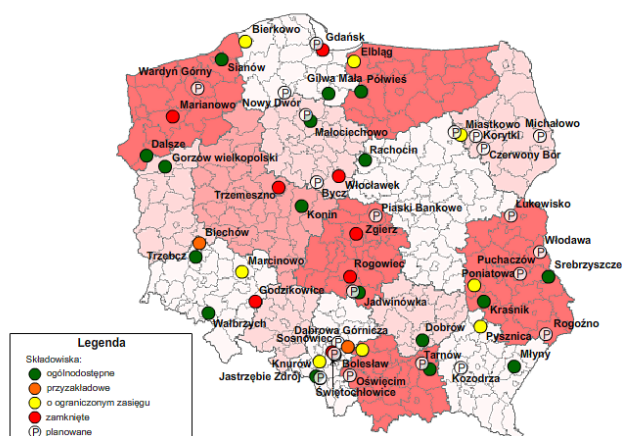 Bierkowo
Gdańsk
Elbląg
Sianów
Wardyń Górny
Gilwa Mała
Półwieś
Marianowo
Nowy Dwór
P
Małociechowo
Miastkowo
Michałowo
Korytki
Czerwony Bór
Dalsze
Gorzów wielkopolski
Rachocin
Włocławek
Trzemeszno
Bycz
Konin
Piaski Bankowe
Łukowisko
Zgierz
Biechów
Włodawa
Trzebcz
Marcinowo
Rogowiec
Puchaczów
Poniatowa
Srebrzyszcze
Godzikowice
Jadwinówka
Kraśnik
Wałbrzych
Dąbrowa Górnicza
Dobrów
Pysznica
Rogoźno
Sosnowiec
Knurów
Bolesław
Tarnów
Młyny
Jastrzębie Zdrój
Oświęcim
Kozodrza
Świętochłowice
Legenda
Składowiska:
ogólnodostępne
przyzakładowe
o ograniczonym zasięgu
zamknięte
P planowane